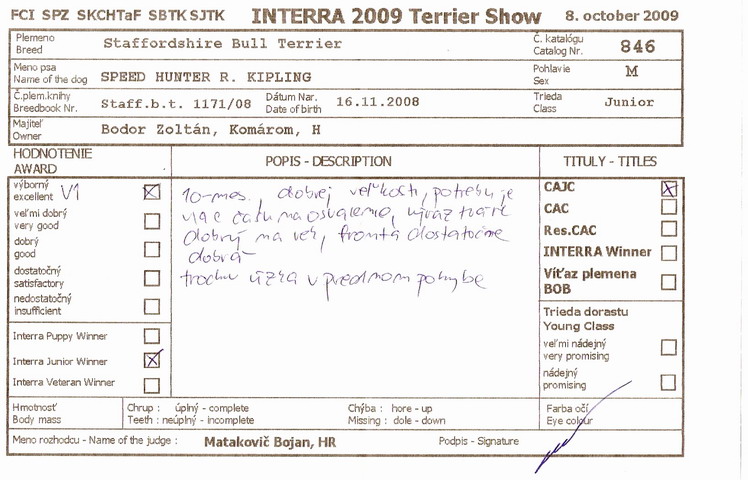 FCI SPZ SKCHTaF SBTK SJTK INTERRA 2009 Terrier Show 8. october 2009
Plemeno
Breed
Staffordshire Bull Terrier
Č. katalógu
Catalog Nr.
846
Meno psa
Name of the dog
SPEED HUNTER R. KIPLING
Pohlavie
Sex
M
Č.plem.knihy
Breedbook Nr.
Staff.b.t. 1171/08
Dátum Nar.
Date of birth
16.11.2008
Trieda
Class
Junior
Majiteľ
Owner
Bodor Zoltán, Komárom, H
HODNOTENIE
AWARD
výborný
excellent
V1
veľmi dobrý
very good
dobrý
good
dostatočný
satisfactory
nedostatočný
insufficient
Interra Puppy Winner
Interra Junior Winner
Interra Veteran Winner
POPIS - DESCRIPTION
10-mes., dobrej veľkosti, potrebuje
viac času na osvalenie, výraz tváre
dobrý na vek, fronta dostatočne
dobrá
trochu úzka v prednom pohybe
TITULY - TITLES
CAJC
CAC
Res.CAC
INTERRA Winner
Víťaz plemena
BOB
Trieda dorastu
Young Class
veľmi nádejný
very promising
nádejný
promising
Hmotnosť
Body mass
Chrup : úplný - complete
Teeth : neúplný - incomplete
Chýba : hore - up
Missing : dole - down
Farba očí
Eye colour
Meno rozhodcu - Name of the judge : Matakovič Bojan, HR
Podpis - Signature